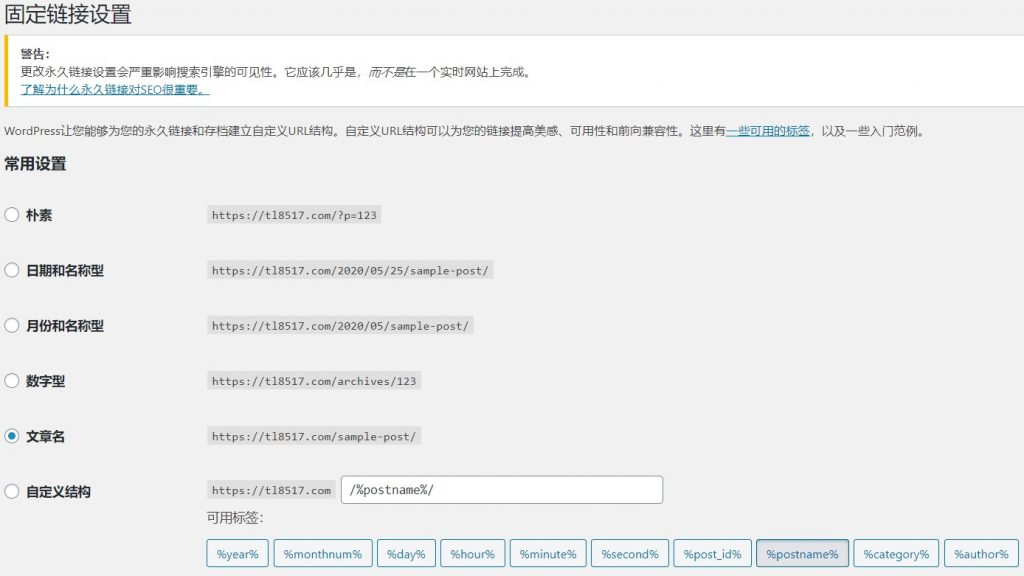 固定链接设置
警告：
更改永久链接设置会严重影响搜索引擎的可见性。它应该几乎是，而不是在一个实时网站上完成。
了解为什么永久链接对SEO很重要。
WordPress让您能够为您的永久链接和存档建立自定义URL结构。自定义URL结构可以为您的链接提高美感、可用性和前向兼容性。这里有一些可用的标签，以及一些入门范例。
常用设置
朴素 https://tl8517.com/?p=123
日期和名称型 https://tl8517.com/2020/05/25/sample-post/
月份和名称型 https://tl8517.com/2020/05/sample-post/
数字型 https://tl8517.com/archives/123
文章名 https://tl8517.com/sample-post/
自定义结构 https://tl8517.com /%postname%/
可用标签：
%year% %monthnum% %day% %hour% %minute% %second% %post_id% %postname% %category% %author%